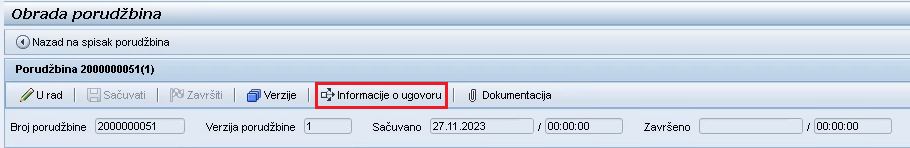 Obrada porudžbina
Nazad na spisak porudžbina
Porudžbina 2000000051(1)
U rad Sačuvati Završiti Verzije Informacije o ugovoru Dokumentacija
Broj porudžbine 2000000051 Verzija porudžbine 1 Sačuvano 27.11.2023 / 00:00:00 Završeno / 00:00:00